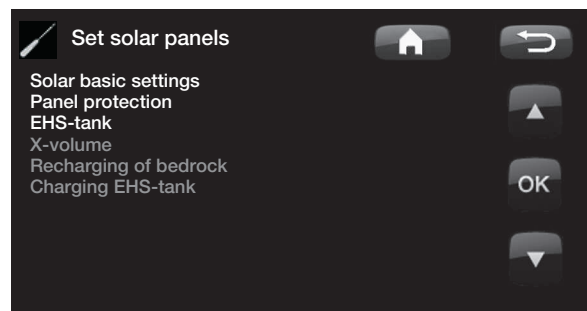 Set solar panels
Solar basic settings
Panel protection
EHS-tank
X-volume
Recharging of bedrock
Charging EHS-tank
OK